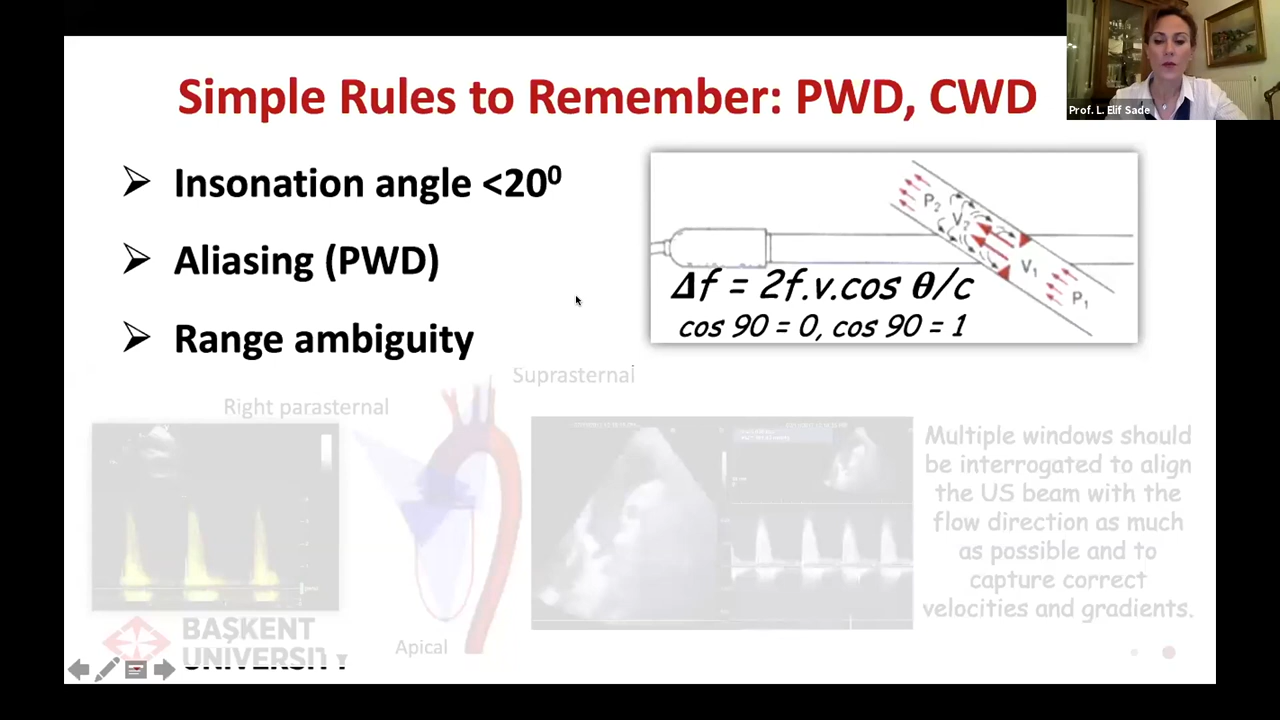 Simple Rules to Remember: PWD, CWD
Prof. L. Elif Sade
➢ Insonation angle <20⁰
➢ Aliasing (PWD)
➢ Range ambiguity
P₂
V₂
V₁
P₁
Δf = 2f.v.cos θ/c
cos 90 = 0, cos 90 = 1
Suprasternal
Right parasternal
Apical
Multiple windows should
be interrogated to align
the US beam with the
flow direction as much
as possible and to
capture correct
velocities and gradients.
BAŞKENT
UNIVERSITY